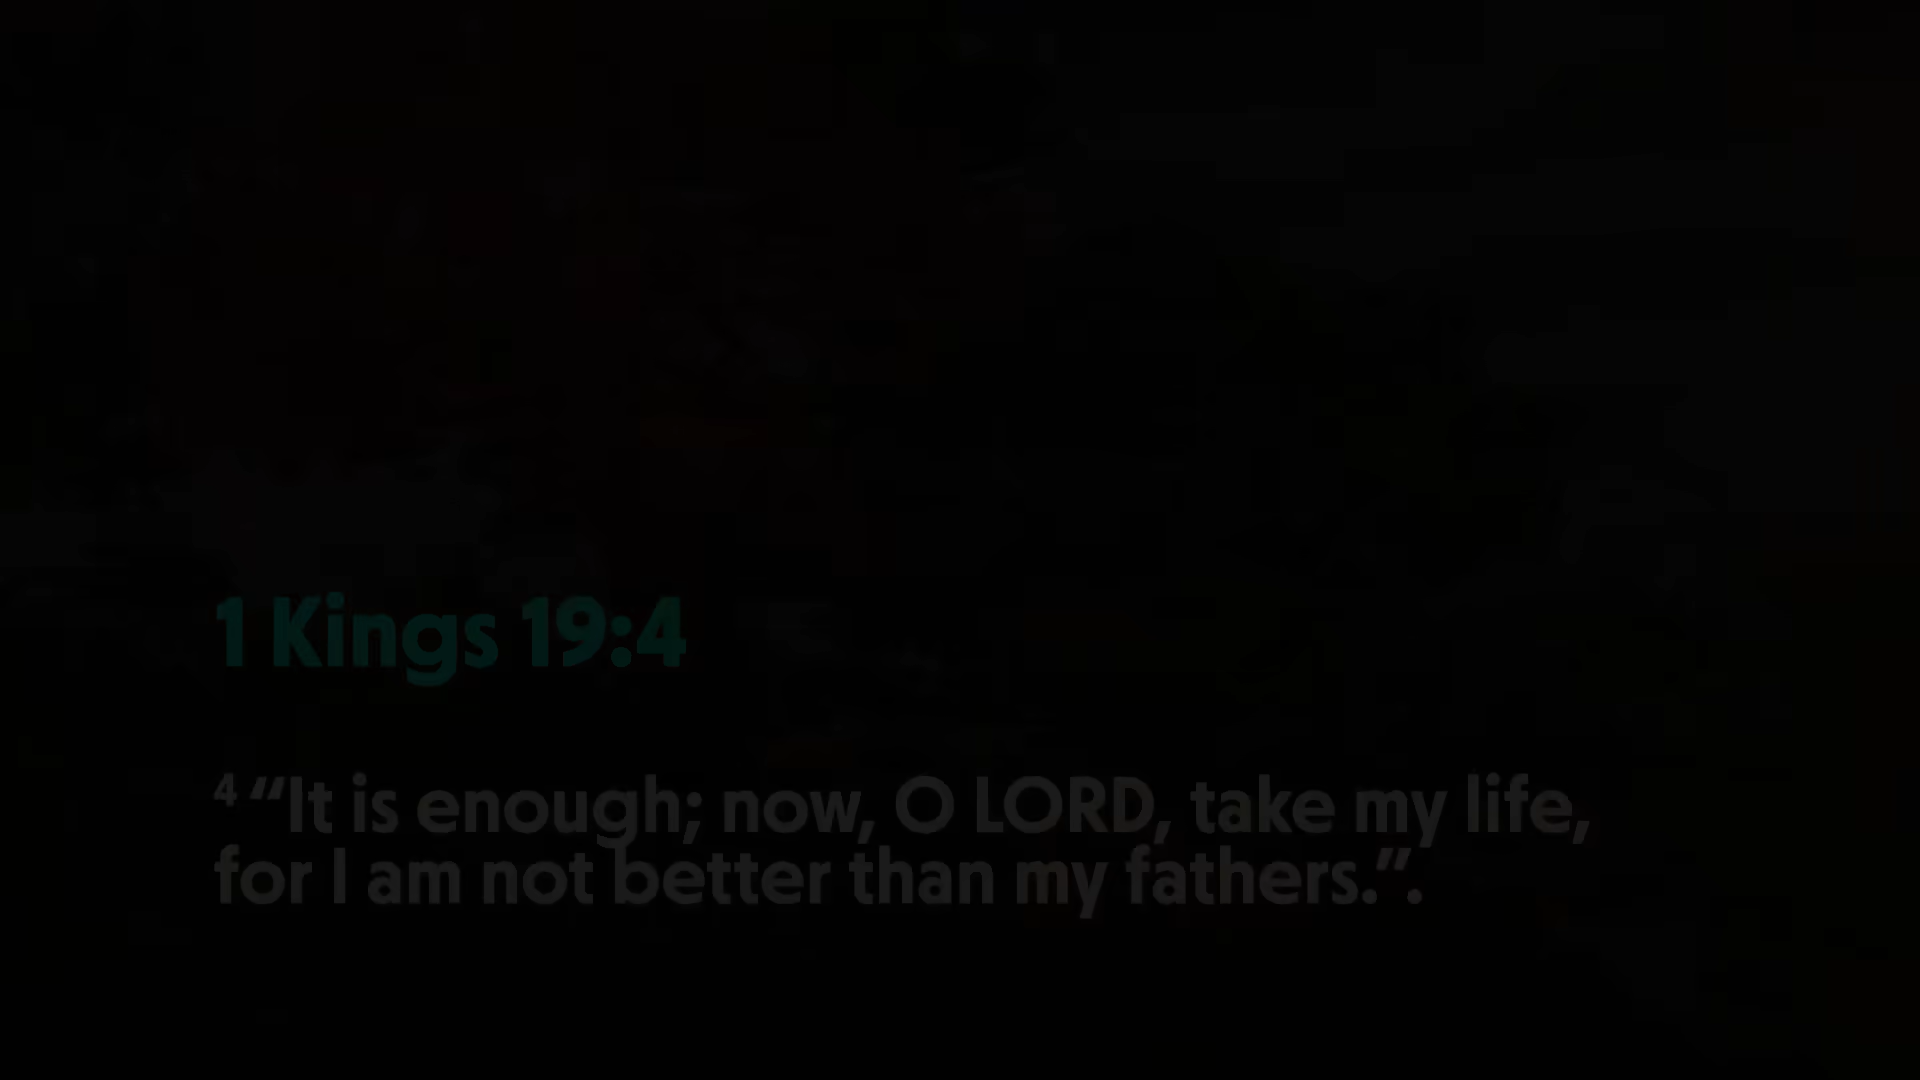 1 Kings 19:4
4 “It is enough; now, O LORD, take my life,
for I am not better than my fathers.”.